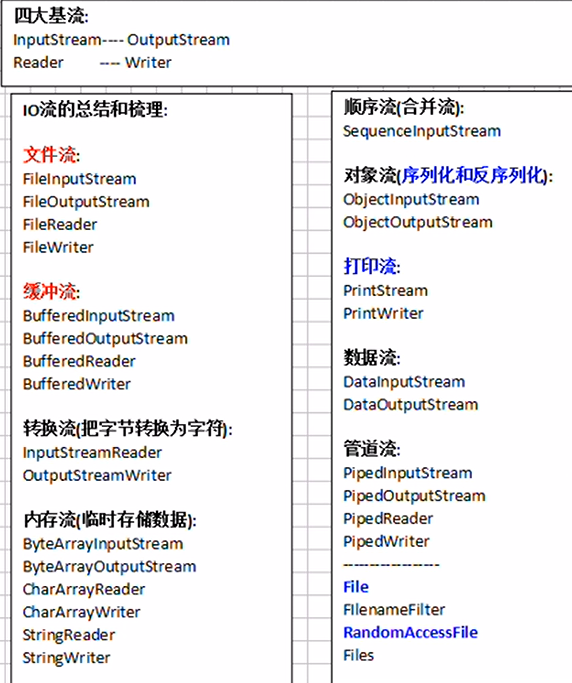 四大基流:
InputStream---- OutputStream
Reader ---- Writer
IO流的总结和梳理:
文件流:
FileInputStream
FileOutputStream
FileReader
FileWriter
缓冲流:
BufferedInputStream
BufferedOutputStream
BufferedReader
BufferedWriter
转换流(把字节转换为字符):
InputStreamReader
OutputStreamWriter
内存流(临时存储数据):
ByteArrayInputStream
ByteArrayOutputStream
CharArrayReader
CharArrayWriter
StringReader
StringWriter
顺序流(合并流):
SequenceInputStream
对象流(序列化和反序列化):
ObjectInputStream
ObjectOutputStream
打印流:
PrintStream
PrintWriter
数据流:
DataInputStream
DataOutputStream
管道流:
PipedInputStream
PipedOutputStream
PipedReader
PipedWriter
------------------
File
FIlenameFilter
RandomAccessFile
Files